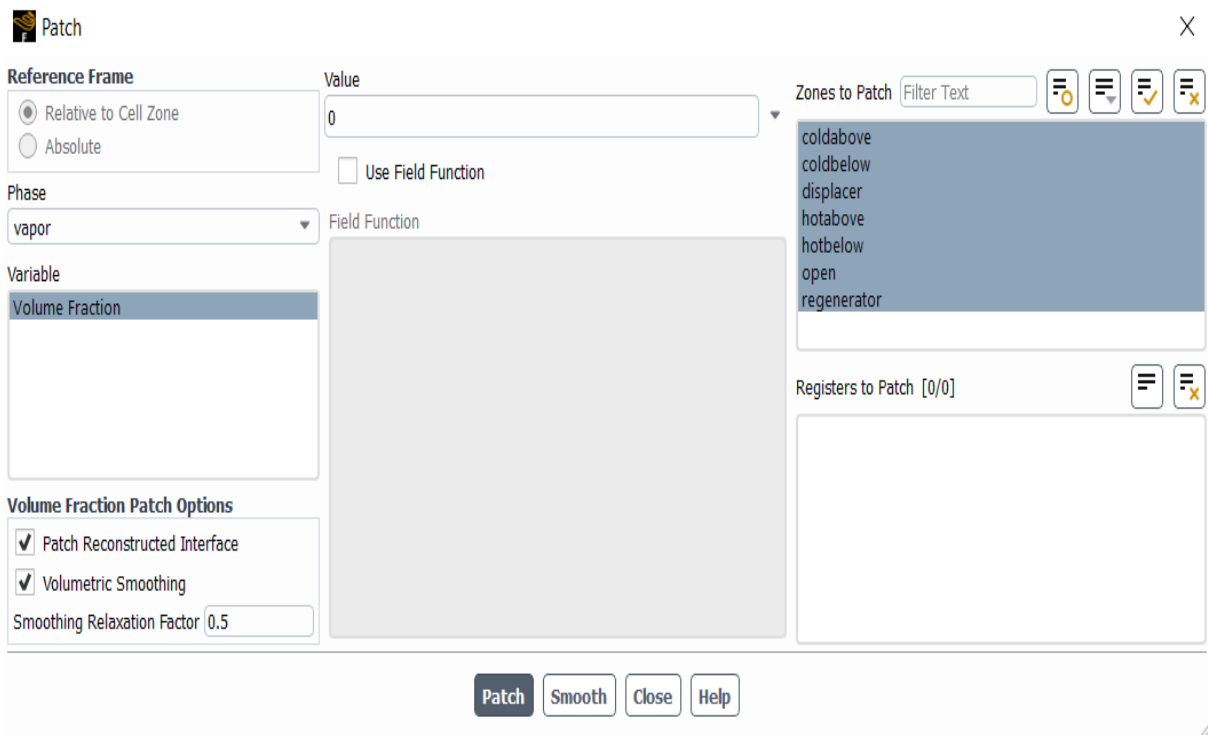 Patch
Reference Frame
Relative to Cell Zone
Absolute
Phase
vapor
Variable
Volume Fraction
Volume Fraction Patch Options
Patch Reconstructed Interface
Volumetric Smoothing
Smoothing Relaxation Factor 0.5
Value
0
Use Field Function
Field Function
Zones to Patch Filter Text
coldabove
coldbelow
displacer
hotabove
hotbelow
open
regenerator
Registers to Patch [0/0]
Patch Smooth Close Help